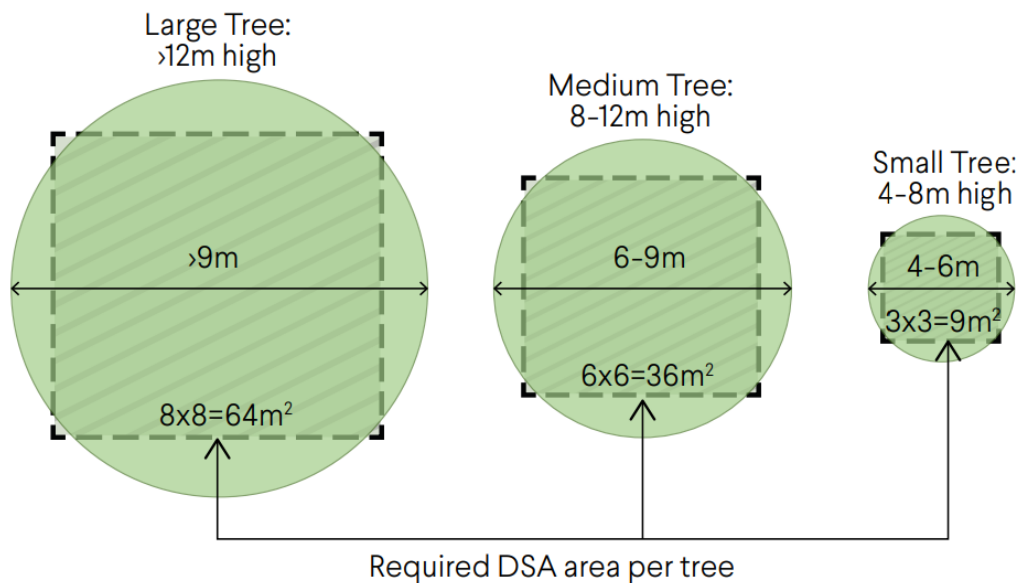 Large Tree:
›12m high
Medium Tree:
8-12m high
Small Tree:
4-8m high
›9m
6-9m
4-6m
8x8=64m²
6x6=36m²
3x3=9m²
Required DSA area per tree